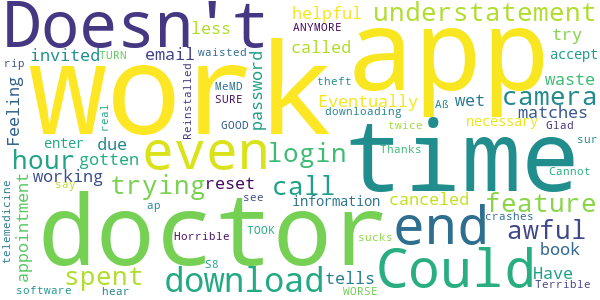 Doesn't
helpful
understatement
ANYMORE
less
called
try
invited
TURN
email
waisted
work
app
accept
rip
Feeling
Reinstalled
MeMD
SURE
theft
password
waste
camera
Eventually
Aß
wet
downloading
matches
GOOD
necessary
Glad
real
enter
due
even
login
time
twice
sur
hour
gotten
Thanks
Cannot
working
trying
reset
call
feature
say
see
information
canceled
telemedicine
appointment
ap
doctor
TOOK
end
crashes
awful
Horrible
sucks
book
spent
S8
download
tells
Could
Have
Terrible
software
hear
WORSE